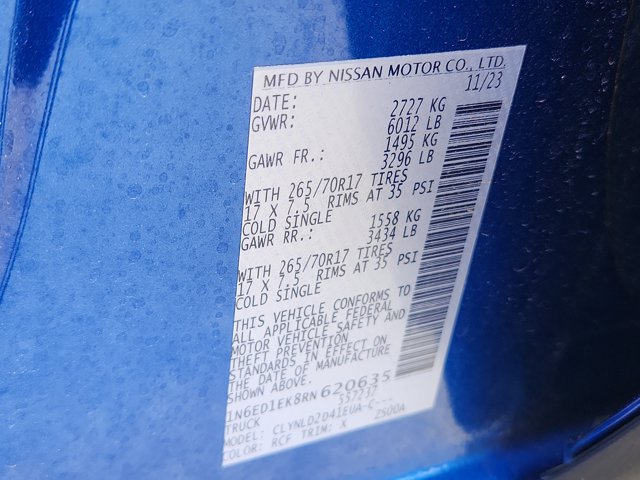 MFD BY NISSAN MOTOR CO., LTD.
DATE: 11/23
GVWR: 2727 KG
6012 LB
GAWR FR.: 1495 KG
3296 LB
WITH 265/70R17 TIRES
17 X 7.5 RIMS AT 35 PSI
COLD SINGLE
GAWR RR.: 1558 KG
3434 LB
WITH 265/70R17 TIRES
17 X 7.5 RIMS AT 35 PSI
COLD SINGLE
THIS VEHICLE CONFORMS TO
ALL APPLICABLE FEDERAL
MOTOR VEHICLE SAFETY AND
THEFT PREVENTION
STANDARDS IN EFFECT ON
THE DATE OF MANUFACTURE
SHOWN ABOVE.
1N6ED1EK8RN620635
TRUCK 557237
MODEL: CLYNLD2D41EUA-C---
COLOR: RCF TRIM: X 2S00A